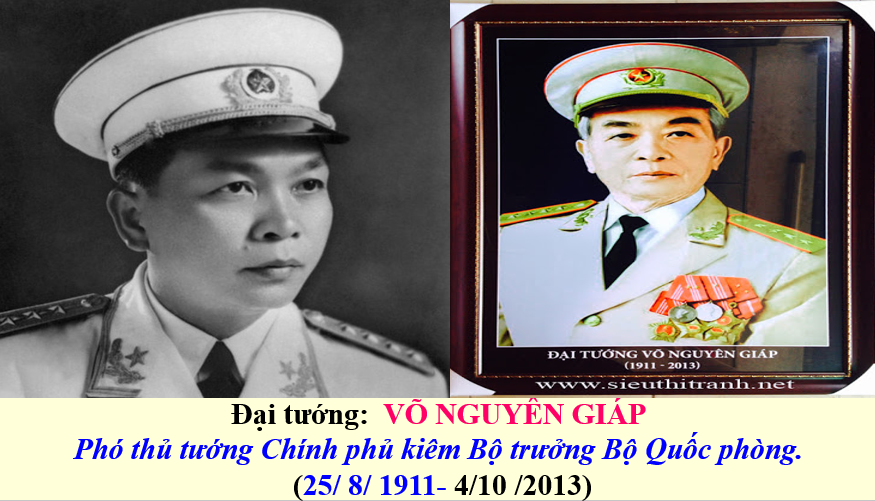 ĐẠI TƯỚNG VÕ NGUYÊN GIÁP
(1911 - 2013)
www.sieuthitranh.net
Đại tướng: VÕ NGUYÊN GIÁP
Phó thủ tướng Chính phủ kiêm Bộ trưởng Bộ Quốc phòng.
(25/ 8/ 1911- 4/10 /2013)